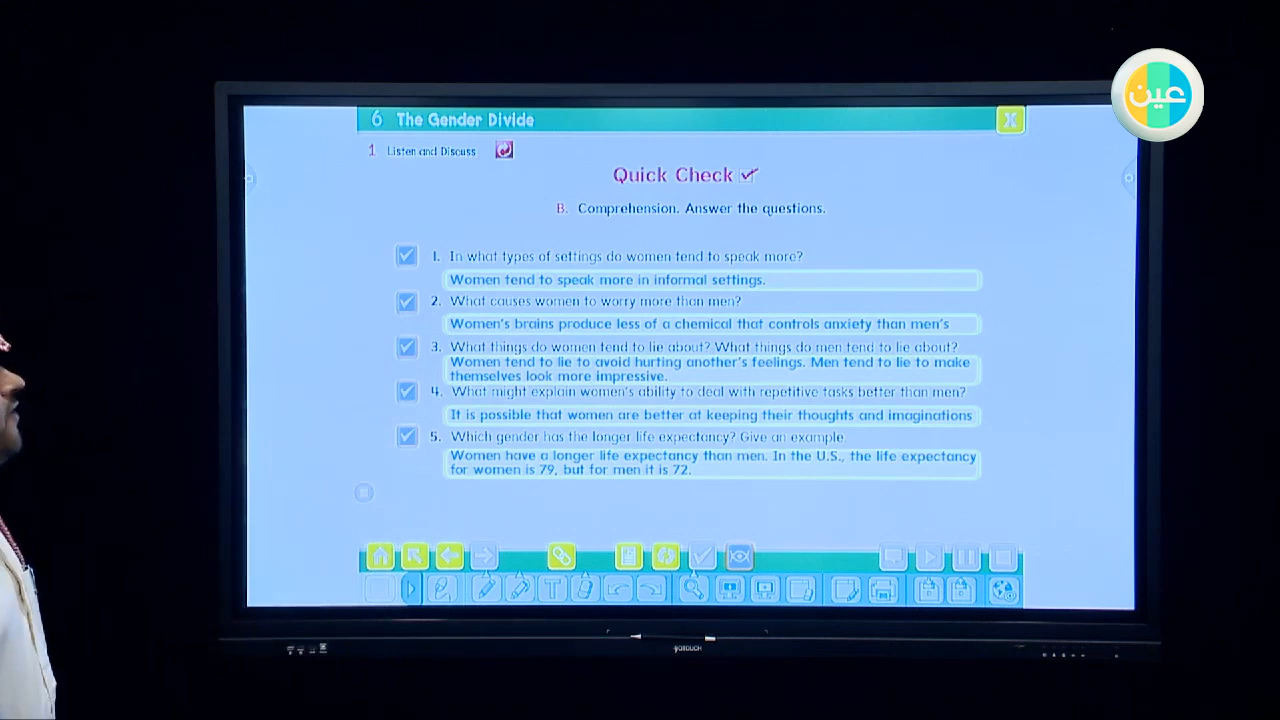 عين
6 The Gender Divide
1 Listen and Discuss
Quick Check
B. Comprehension. Answer the questions.
1. In what types of settings do women tend to speak more?
Women tend to speak more in informal settings.
2. What causes women to worry more than men?
Women's brains produce less of a chemical that controls anxiety than men's
3. What things do women tend to lie about? What things do men tend to lie about?
Women tend to lie to avoid hurting another's feelings. Men tend to lie to make
themselves look more impressive.
4. What might explain women's ability to deal with repetitive tasks better than men?
It is possible that women are better at keeping their thoughts and imaginations
5. Which gender has the longer life expectancy? Give an example.
Women have a longer life expectancy than men. In the U.S., the life expectancy
for women is 79, but for men it is 72.